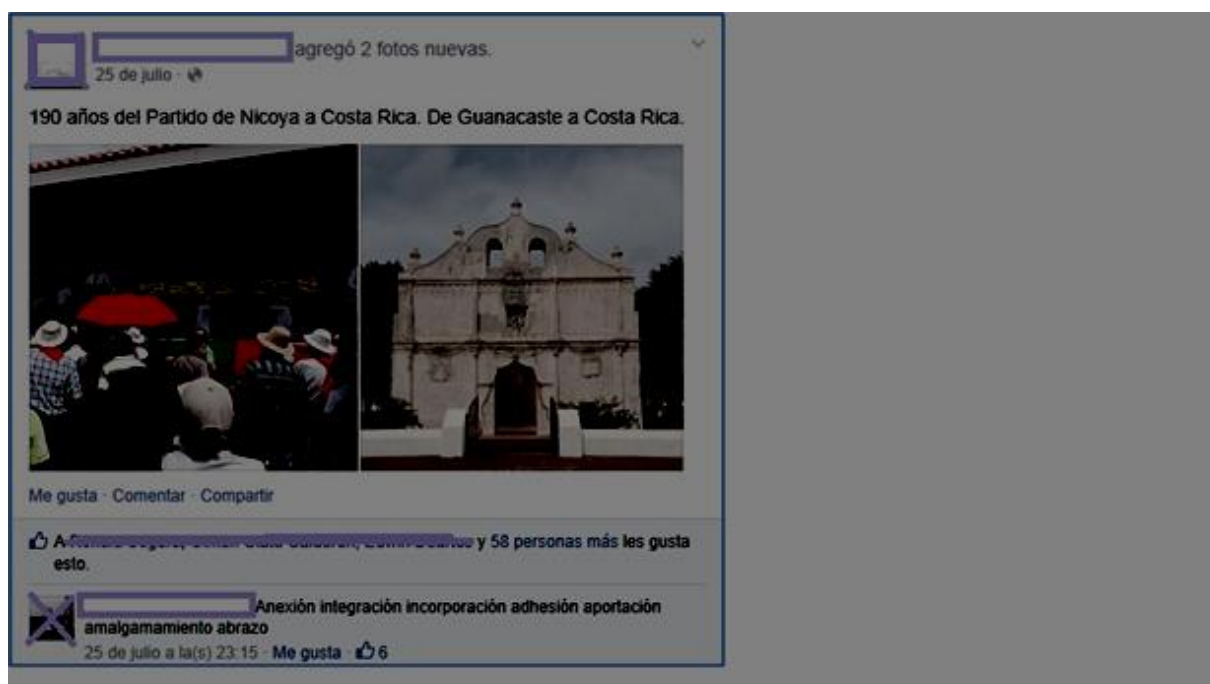 agregó 2 fotos nuevas.
25 de julio ·
190 años del Partido de Nicoya a Costa Rica. De Guanacaste a Costa Rica.
Me gusta · Comentar · Compartir
A y 58 personas más les gusta
esto.
Anexión integración incorporación adhesión aportación
amalgamamiento abrazo
25 de julio a la(s) 23:15 · Me gusta · 6